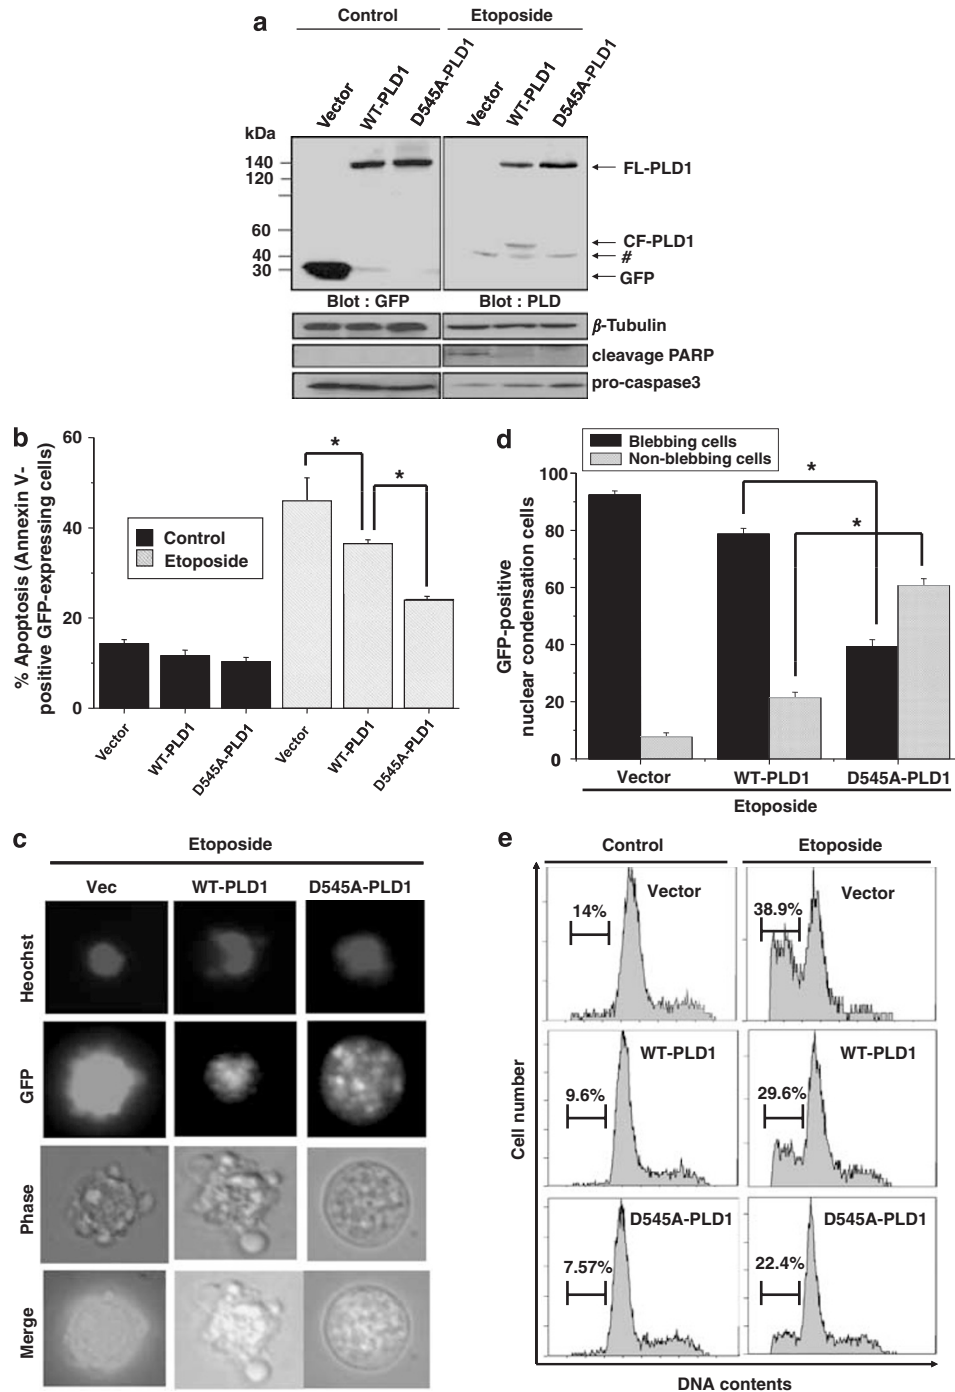 a
Control
Etoposide
Vector
WT-PLD1
D545A-PLD1
Vector
WT-PLD1
D545A-PLD1
kDa
140
120
60
40
30
FL-PLD1
CF-PLD1
#
GFP
Blot : GFP
Blot : PLD
β-Tubulin
cleavage PARP
pro-caspase3
b
% Apoptosis (Annexin V-
positive GFP-expressing cells)
60
40
20
0
Control
Etoposide
*
*
Vector
WT-PLD1
D545A-PLD1
Vector
WT-PLD1
D545A-PLD1
d
Blebbing cells
Non-blebbing cells
GFP-positive
nuclear condensation cells
100
80
60
40
20
0
*
*
Vector
WT-PLD1
D545A-PLD1
Etoposide
c
Etoposide
Vec
WT-PLD1
D545A-PLD1
Heochst
GFP
Phase
Merge
e
Control
Etoposide
Cell number
Vector
14%
Vector
38.9%
WT-PLD1
9.6%
WT-PLD1
29.6%
D545A-PLD1
7.57%
D545A-PLD1
22.4%
DNA contents